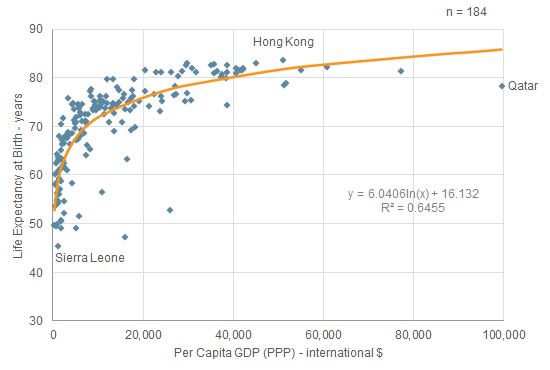 n = 184
90
Hong Kong
80
Qatar
70
60
y = 6.0406ln(x) + 16.132
R² = 0.6455
50
Sierra Leone
40
30
0 20,000 40,000 60,000 80,000 100,000
Per Capita GDP (PPP) - international $
Life Expectancy at Birth - years